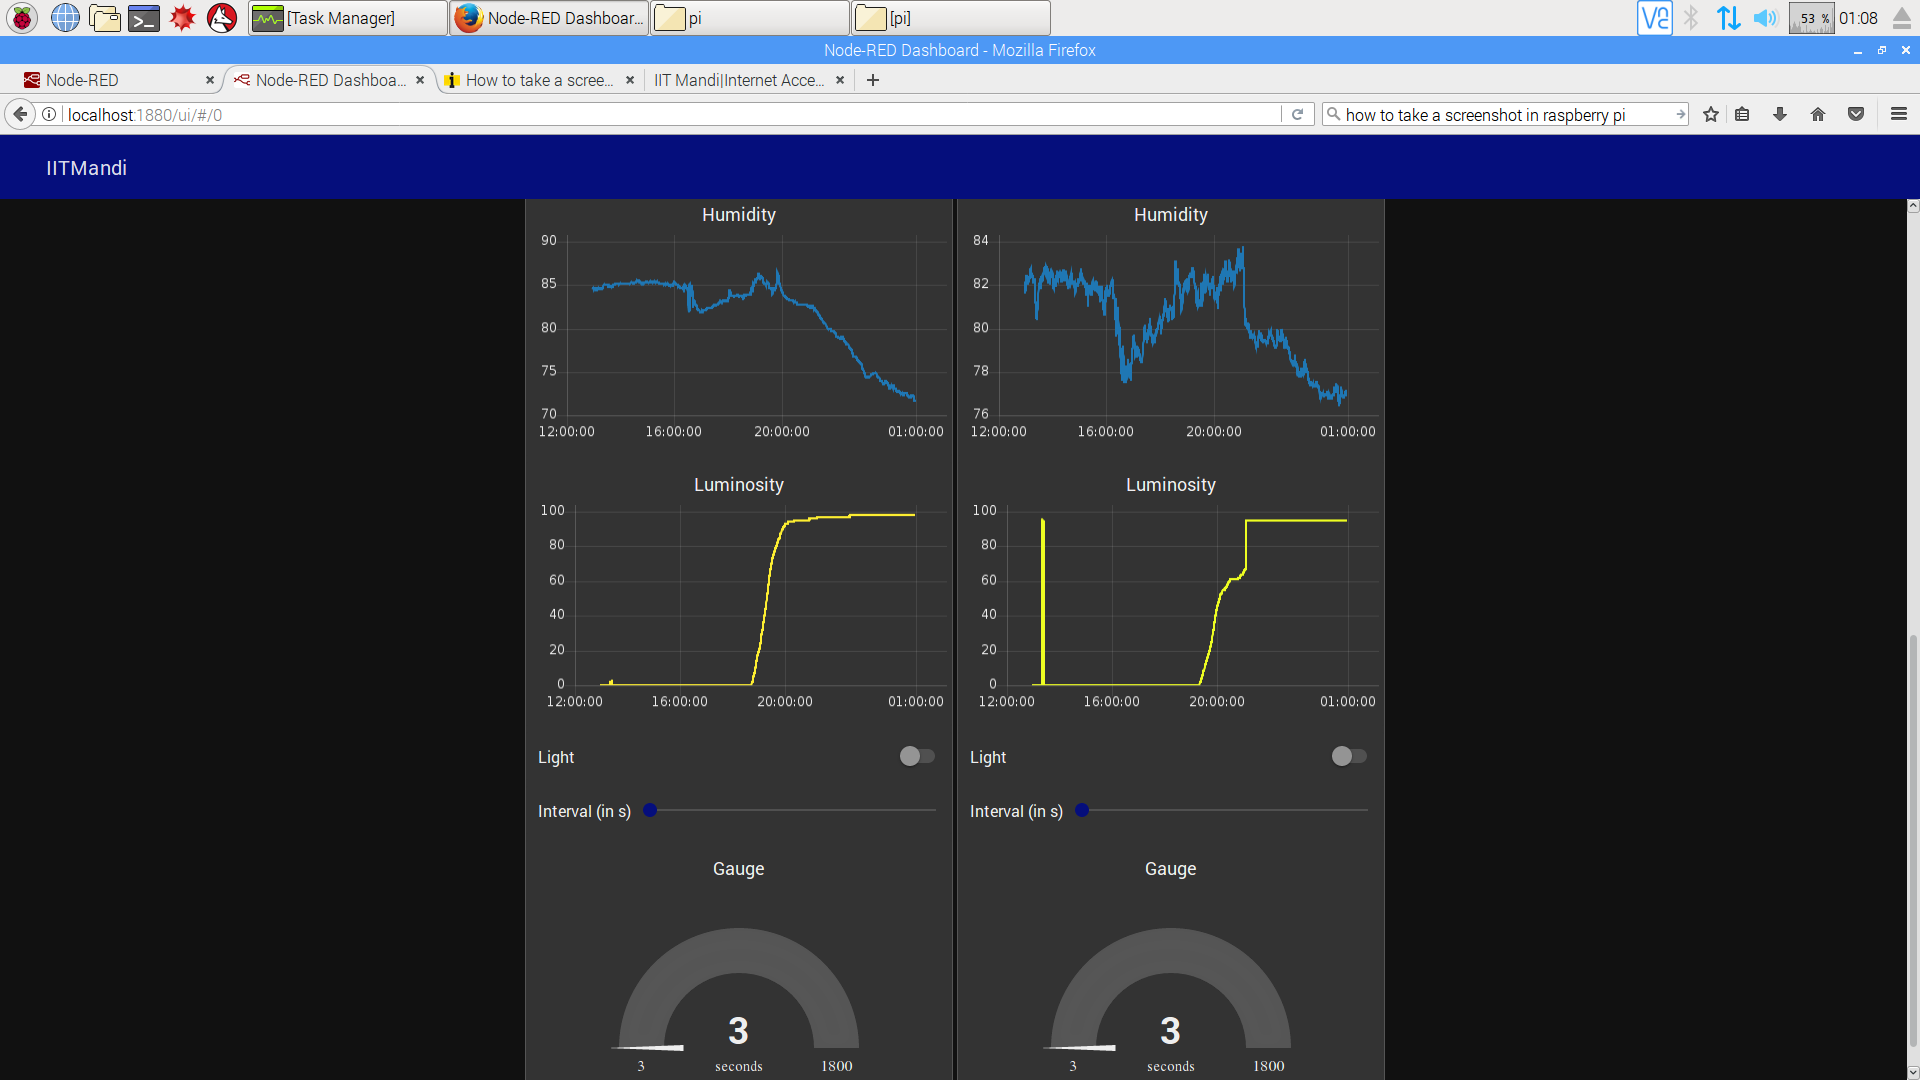 [Task Manager]
Node-RED Dashboar...
pi
[pi]
53 %
01:08
Node-RED Dashboard - Mozilla Firefox
Node-RED
Node-RED Dashboa...
How to take a scree...
IIT Mandi|Internet Acce...
localhost:1880/ui/#/0
how to take a screenshot in raspberry pi
IITMandi
Humidity
90
85
80
75
70
12:00:00 16:00:00 20:00:00 01:00:00
Luminosity
100
80
60
40
20
0
12:00:00 16:00:00 20:00:00 01:00:00
Light
Interval (in s)
Gauge
3
3 seconds 1800
Humidity
84
82
80
78
76
12:00:00 16:00:00 20:00:00 01:00:00
Luminosity
100
80
60
40
20
0
12:00:00 16:00:00 20:00:00 01:00:00
Light
Interval (in s)
Gauge
3
3 seconds 1800